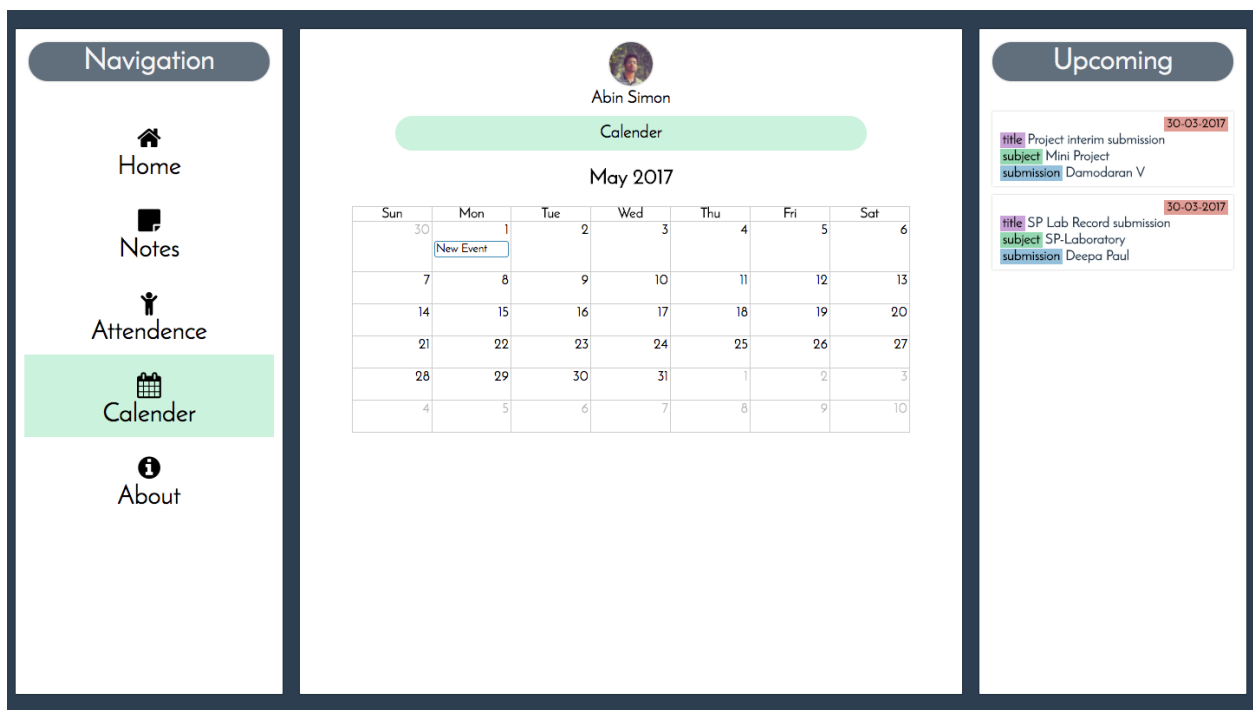 Navigation
Home
Notes
Attendence
Calender
About
Abin Simon
Calender
May 2017
Sun Mon Tue Wed Thu Fri Sat
30 1 2 3 4 5 6
New Event
7 8 9 10 11 12 13
14 15 16 17 18 19 20
21 22 23 24 25 26 27
28 29 30 31 1 2 3
4 5 6 7 8 9 10
Upcoming
30-03-2017
title Project interim submission
subject Mini Project
submission Damodaran V
30-03-2017
title SP Lab Record submission
subject SP-Laboratory
submission Deepa Paul